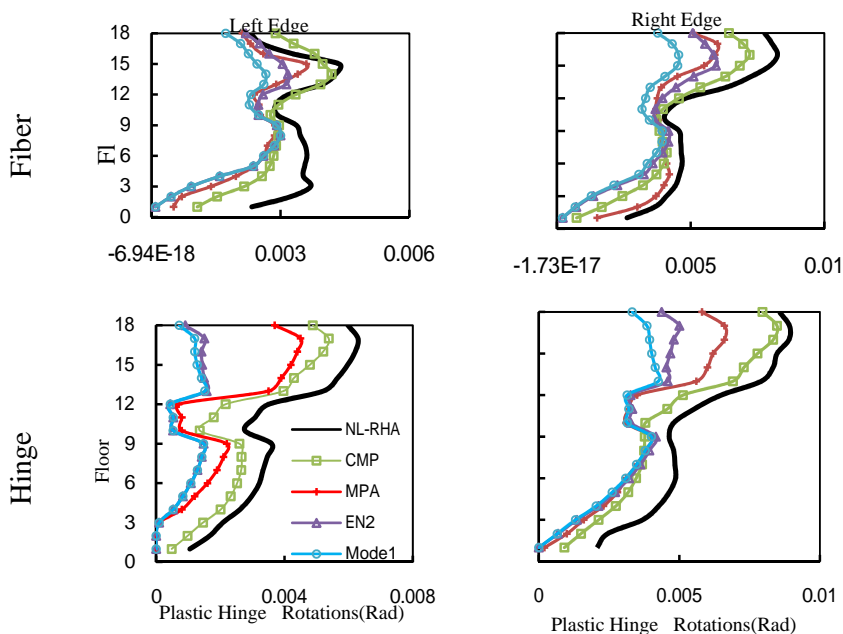 Left Edge
Right Edge
Fiber
Fl
18
15
12
9
6
3
0
-6.94E-18 0.003 0.006
-1.73E-17 0.005 0.01
Hinge
Floor
18
15
12
9
6
3
0
NL-RHA
CMP
MPA
EN2
Mode1
0 0.004 0.008
Plastic Hinge Rotations(Rad)
0 0.005 0.01
Plastic Hinge Rotations(Rad)